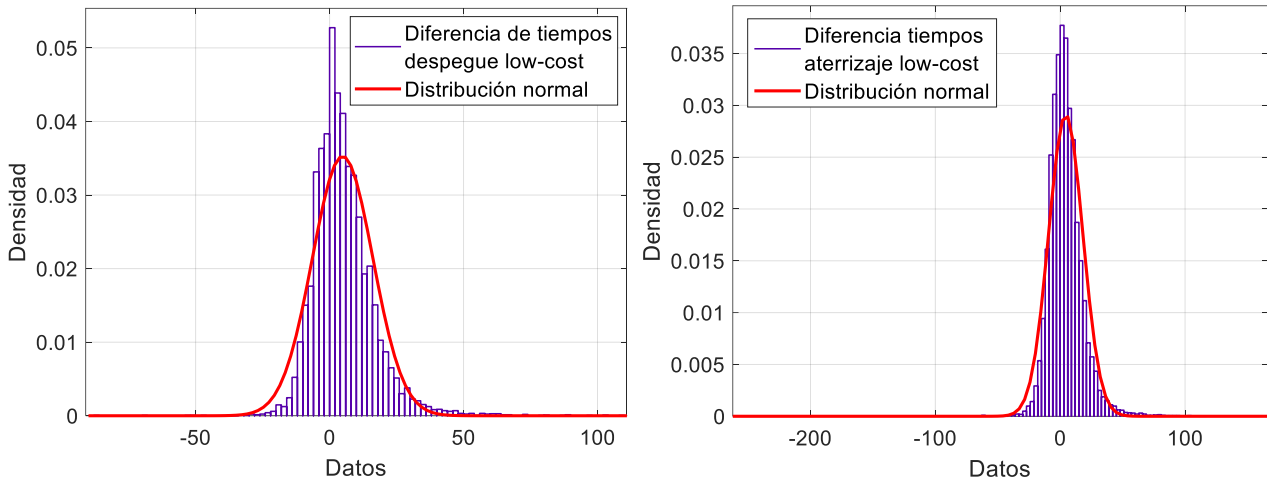 Diferencia de tiempos
despegue low-cost
Distribución normal
0.05
0.04
0.03
0.02
0.01
0
Densidad
-50
0
50
100
Datos
Diferencia tiempos
aterrizaje low-cost
Distribución normal
0.035
0.03
0.025
0.02
0.015
0.01
0.005
0
Densidad
-200
-100
0
100
Datos